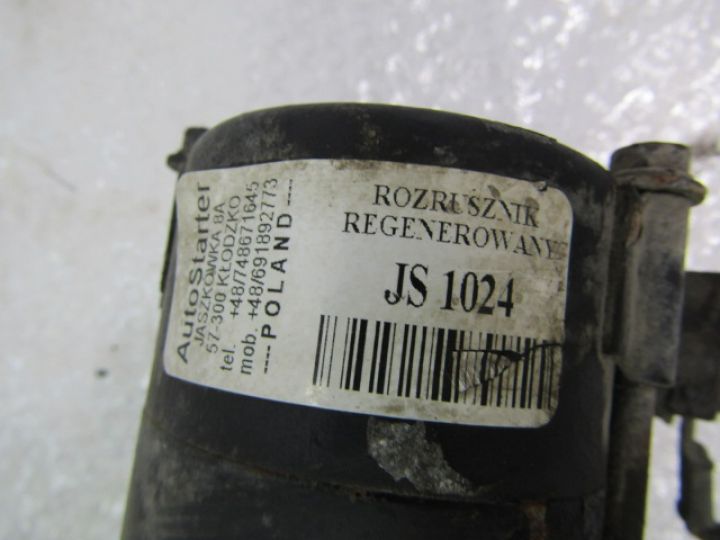 AutoStarter
JASZKÓWKA 8A
57-300 KŁODZKO
tel. +48/748671645
mob. +48/691892773
----POLAND----
ROZRUSZNIK
REGENEROWANY
JS 1024